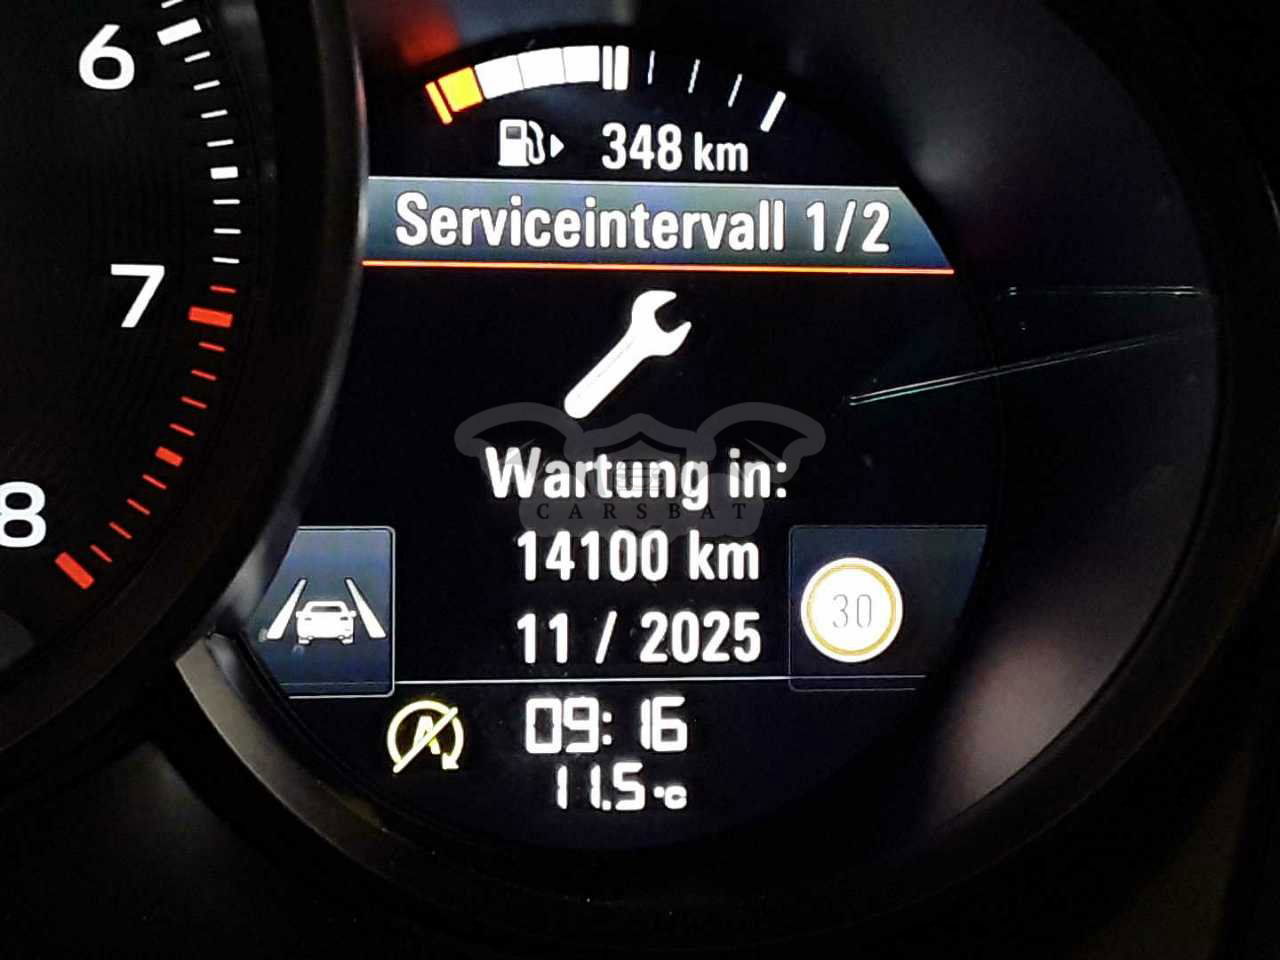 6
7
8
348 km
Serviceintervall 1/2
Wartung in:
CARSBAT
14100 km
11 / 2025
30
A
09:16
11.5°C